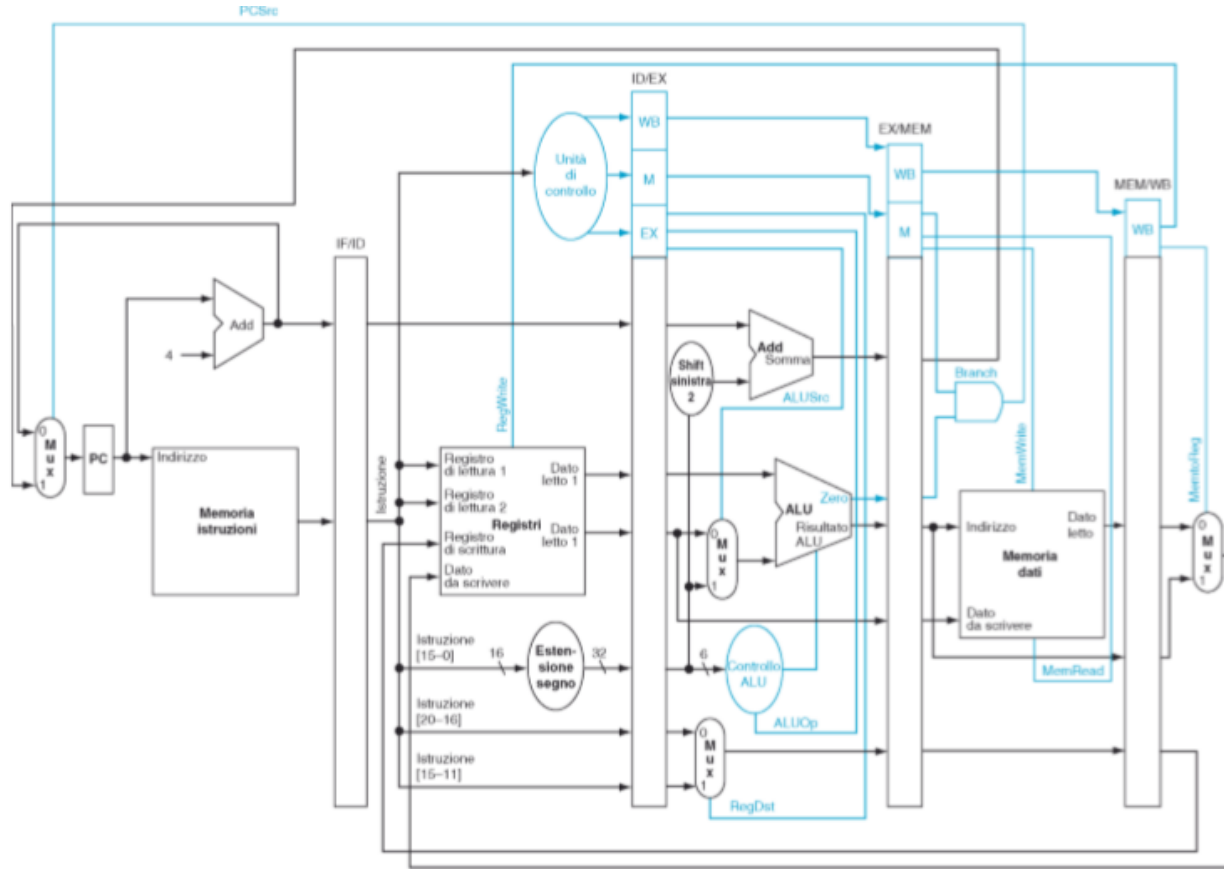 PCSrc
ID/EX
WB
M
EX
Unità
di
controllo
EX/MEM
WB
M
MEM/WB
WB
IF/ID
Add
4
RegWrite
Shift
sinistra
2
Add
Somma
ALUSrc
Branch
0
M
u
x
1
PC
Indirizzo
Memoria
istruzioni
Istruzione
Registro
di lettura 1
Registro
di lettura 2
Registro
di scrittura
Dato
da scrivere
Registri
Dato
letto 1
Dato
letto 1
0
M
u
x
1
ALU
Zero
Risultato
ALU
MemWrite
Indirizzo
Dato
letto
Memoria
dati
Dato
da scrivere
MemtoReg
0
M
u
x
1
Istruzione
[15–0]
16
Esten-
sione
segno
32
6
Controllo
ALU
MemRead
Istruzione
[20–16]
ALUOp
0
M
u
x
1
Istruzione
[15–11]
RegDst